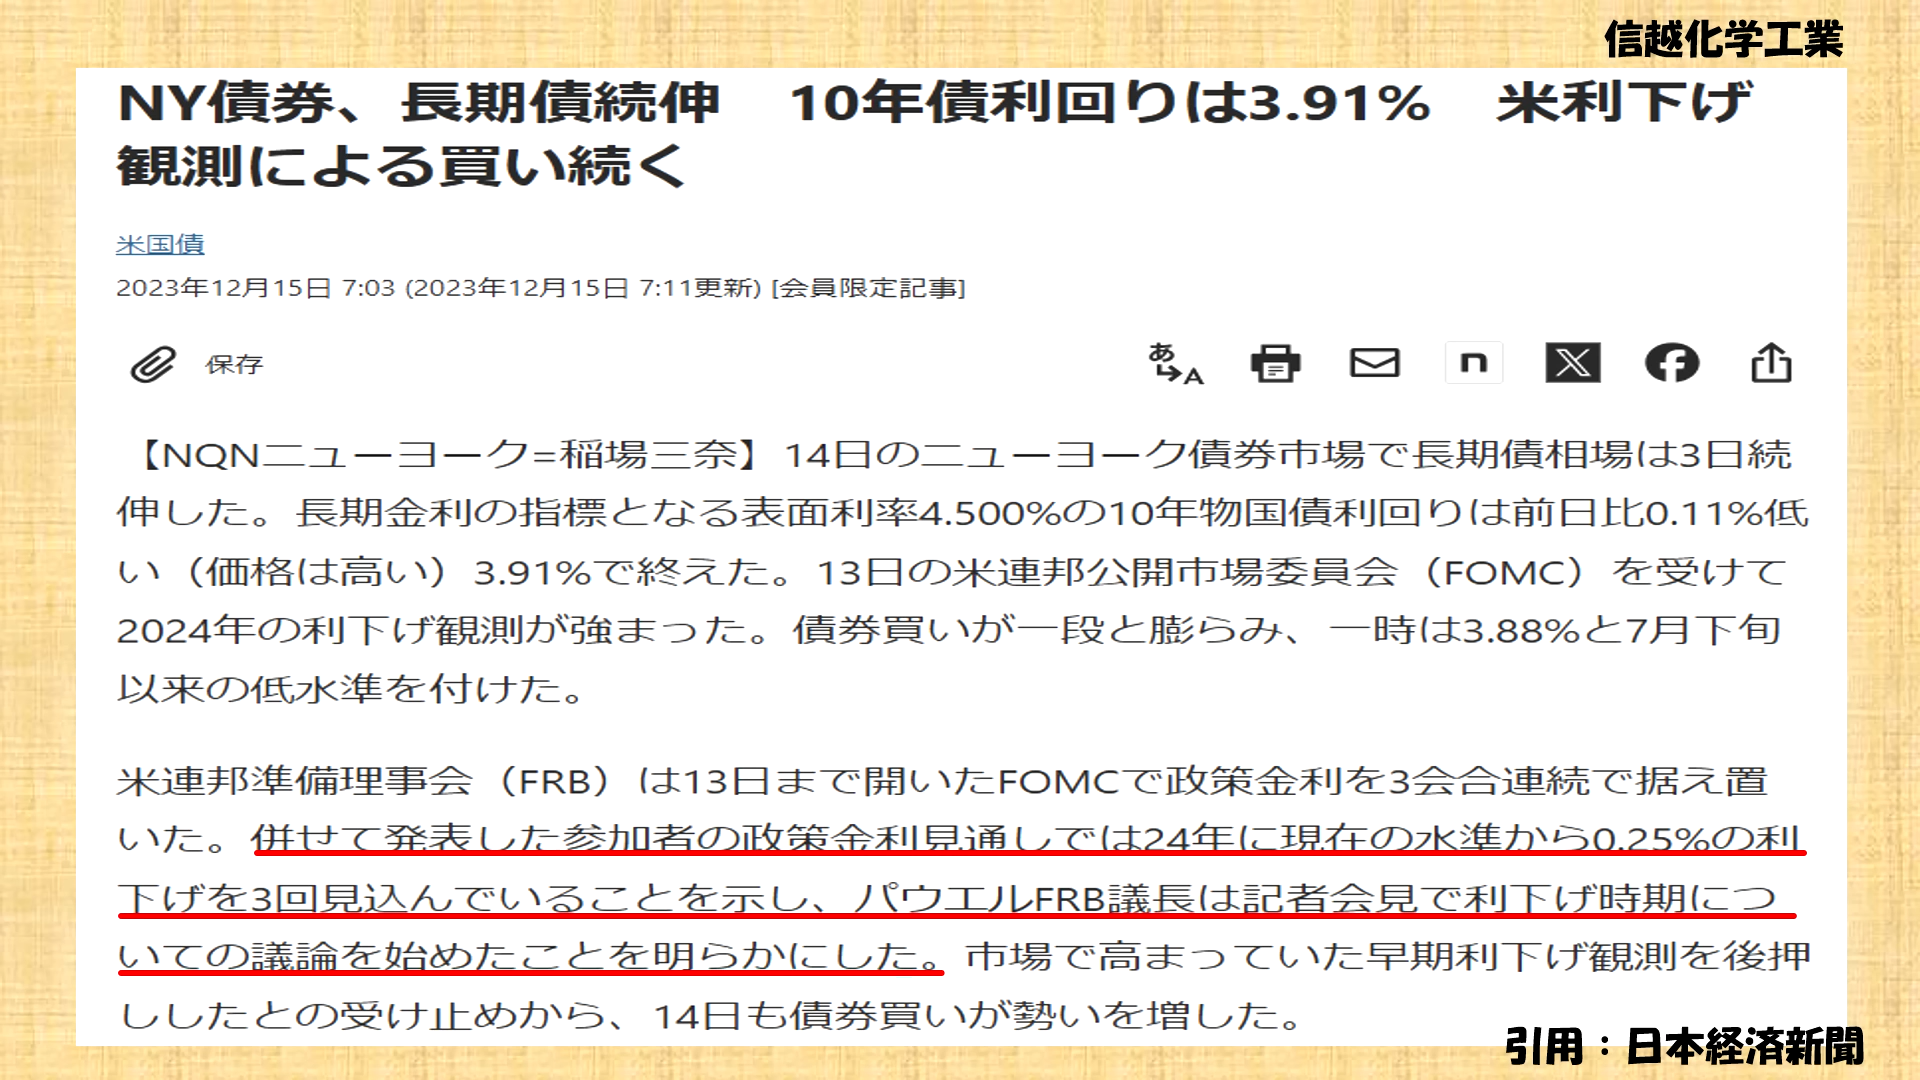 信越化学工業
NY債券、長期債続伸　10年債利回りは3.91%　米利下げ
観測による買い続く
米国債
2023年12月15日 7:03 (2023年12月15日 7:11更新) [会員限定記事]
保存
【NQNニューヨーク=稲場三奈】14日のニューヨーク債券市場で長期債相場は3日続
伸した。長期金利の指標となる表面利率4.500%の10年物国債利回りは前日比0.11%低
い（価格は高い）3.91%で終えた。13日の米連邦公開市場委員会（FOMC）を受けて
2024年の利下げ観測が強まった。債券買いが一段と膨らみ、一時は3.88%と7月下旬
以来の低水準を付けた。
米連邦準備理事会（FRB）は13日まで開いたFOMCで政策金利を3会合連続で据え置
いた。併せて発表した参加者の政策金利見通しでは24年に現在の水準から0.25%の利
下げを3回見込んでいることを示し、パウエルFRB議長は記者会見で利下げ時期につ
いての議論を始めたことを明らかにした。市場で高まっていた早期利下げ観測を後押
ししたとの受け止めから、14日も債券買いが勢いを増した。
引用：日本経済新聞